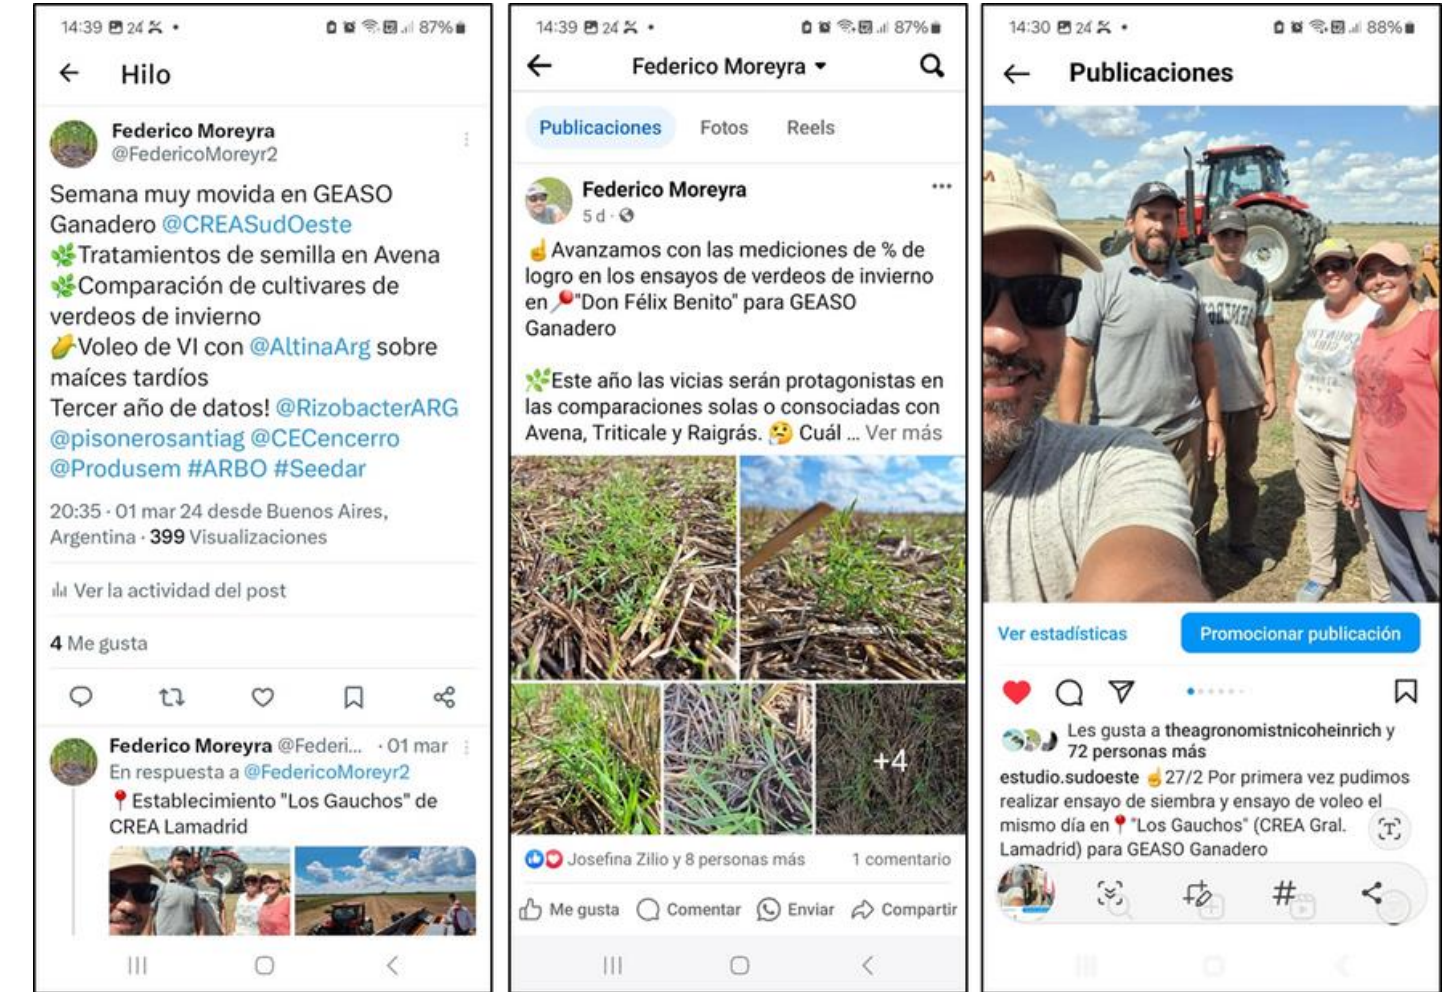 14:39 24 87%
Hilo
Federico Moreyra
@FedericoMoreyr2
Semana muy movida en GEASO
Ganadero @CREASudOeste
Tratamientos de semilla en Avena
Comparación de cultivares de
verdeos de invierno
Voleo de VI con @AltinaArg sobre
maíces tardíos
Tercer año de datos! @RizobacterARG
@pisonerosantiag @CECencerro
@Produsem #ARBO #Seedar
20:35 · 01 mar 24 desde Buenos Aires,
Argentina · 399 Visualizaciones
Ver la actividad del post
4 Me gusta
Federico Moreyra @Federi... · 01 mar
En respuesta a @FedericoMoreyr2
📍Establecimiento "Los Gauchos" de
CREA Lamadrid
14:39 24 87%
Federico Moreyra
Publicaciones Fotos Reels
Federico Moreyra
5 d ·
☝Avanzamos con las mediciones de % de
logro en los ensayos de verdeos de invierno
en 📍"Don Félix Benito" para GEASO
Ganadero
🌿Este año las vicias serán protagonistas en
las comparaciones solas o consociadas con
Avena, Triticale y Raigrás. 🤔 Cuál ... Ver más
+4
Josefina Zilio y 8 personas más 1 comentario
Me gusta Comentar Enviar Compartir
14:30 24 88%
Publicaciones
Ver estadísticas Promocionar publicación
Les gusta a theagronomistnicoheinrich y
72 personas más
estudio.sudoeste ☝27/2 Por primera vez pudimos
realizar ensayo de siembra y ensayo de voleo el
mismo día en📍"Los Gauchos" (CREA Gral.
Lamadrid) para GEASO Ganadero